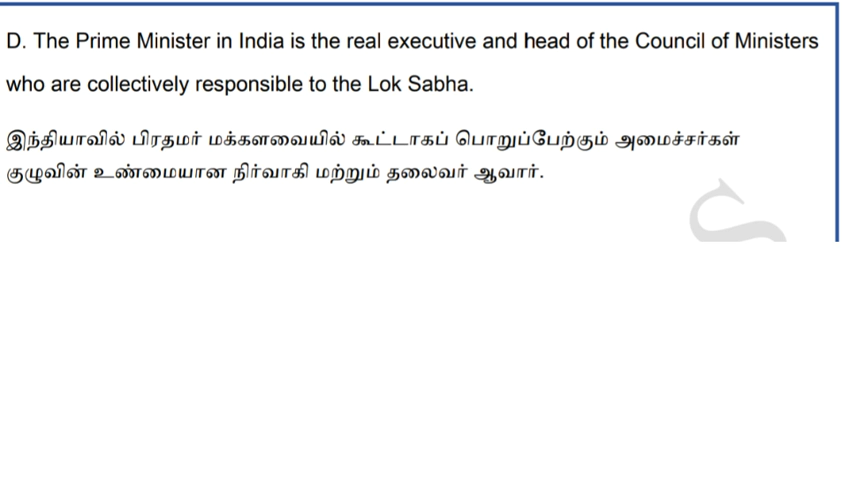 D. The Prime Minister in India is the real executive and head of the Council of Ministers
who are collectively responsible to the Lok Sabha.
இந்தியாவில் பிரதமர் மக்களவையில் கூட்டாகப் பொறுப்பேற்கும் அமைச்சர்கள்
குழுவின் உண்மையான நிர்வாகி மற்றும் தலைவர் ஆவார்.